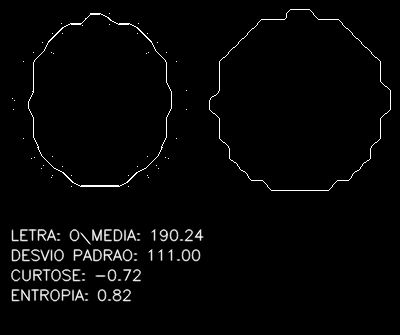 LETRA: O\MEDIA: 190.24
DESVIO PADRAO: 111.00
CURTOSE: -0.72
ENTROPIA: 0.82